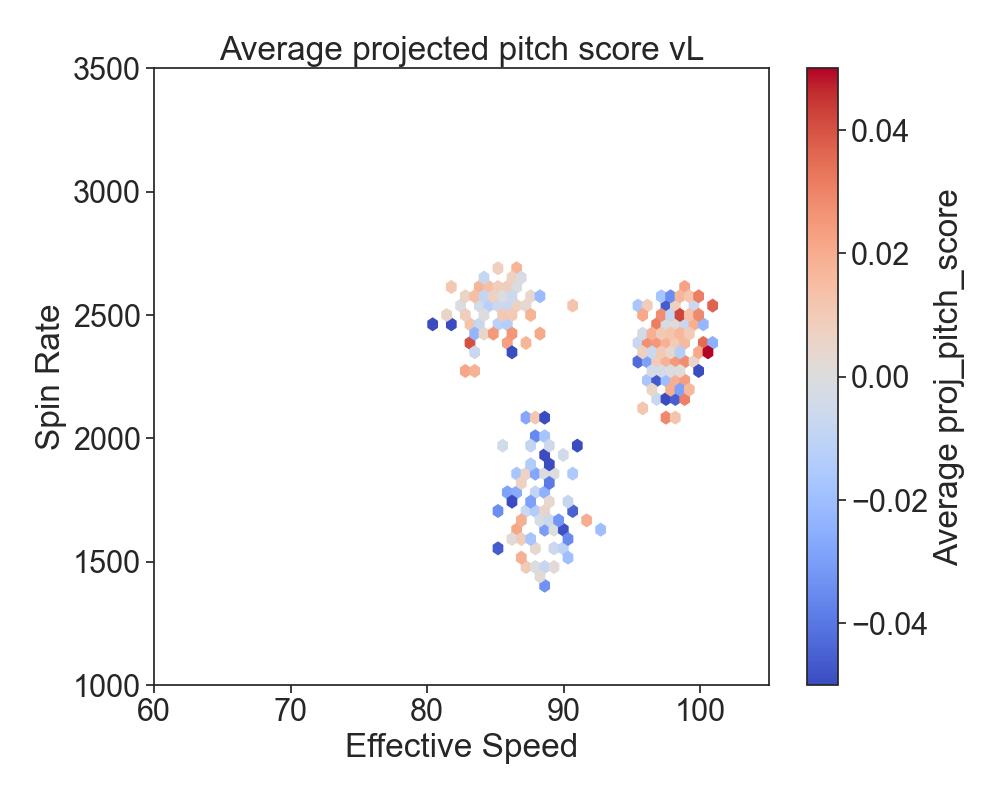 Average projected pitch score vL
3500
3000
2500
2000
1500
1000
Spin Rate
60 70 80 90 100
Effective Speed
0.04
0.02
0.00
−0.02
−0.04
Average proj_pitch_score